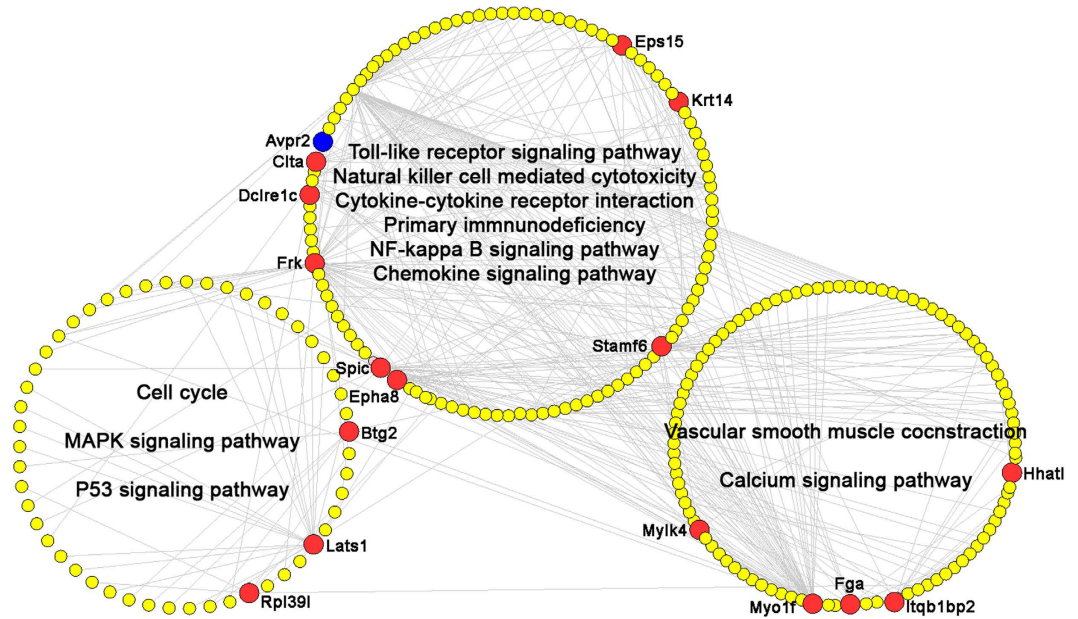 Eps15
Krt14
Avpr2
Clta
Dclre1c
Frk
Toll-like receptor signaling pathway
Natural killer cell mediated cytotoxicity
Cytokine-cytokine receptor interaction
Primary immnunodeficiency
NF-kappa B signaling pathway
Chemokine signaling pathway
Stamf6
Spic
Epha8
Cell cycle
MAPK signaling pathway
P53 signaling pathway
Btg2
Lats1
Rpl39l
Vascular smooth muscle cocnstraction
Calcium signaling pathway
Hhatl
Mylk4
Fga
Myo1f
Itqb1bp2